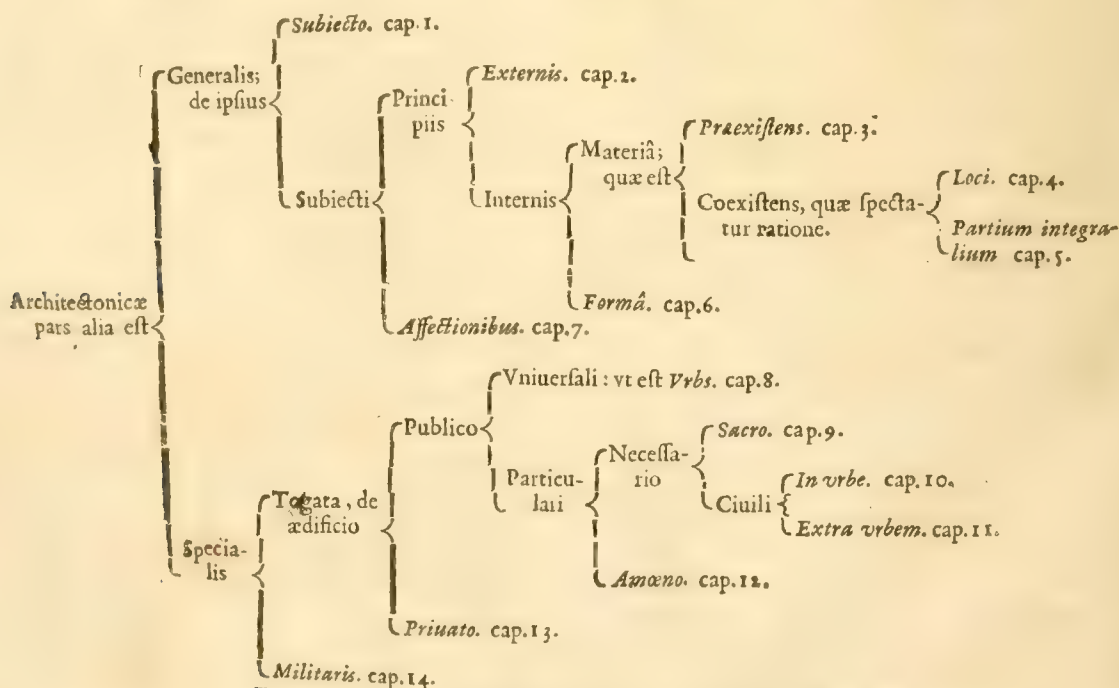 Subiecto. cap. 1.
Generalis;
de ipſius
Externis. cap. 2.
Princi-
piis
Præexiſtens. cap. 3.
Materiâ;
quæ eſt
Loci. cap. 4.
Subiecti
Internis
Coexiſtens, quæ ſpecta-
tur ratione.
Partium integra-
lium cap. 5.
Architectonicæ
pars alia eſt
Formâ. cap. 6.
Affectionibus. cap. 7.
Vniuerſali : vt eſt Vrbs. cap. 8.
Publico
Sacro. cap. 9.
Neceſſa-
rio
Particu-
lari
In vrbe. cap. 10.
Togata, de
ædificio
Ciuili
Extra vrbem. cap. 11.
Specia-
lis
Amœno. cap. 12.
Priuato. cap. 13.
Militaris. cap. 14.